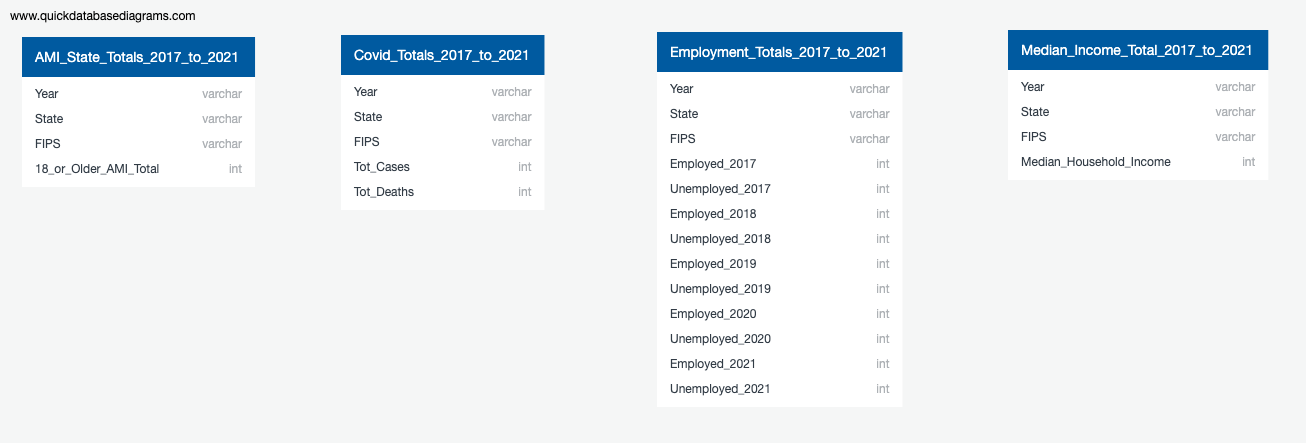 www.quickdatabasediagrams.com
AMI_State_Totals_2017_to_2021
Year varchar
State varchar
FIPS varchar
18_or_Older_AMI_Total int
Covid_Totals_2017_to_2021
Year varchar
State varchar
FIPS varchar
Tot_Cases int
Tot_Deaths int
Employment_Totals_2017_to_2021
Year varchar
State varchar
FIPS varchar
Employed_2017 int
Unemployed_2017 int
Employed_2018 int
Unemployed_2018 int
Employed_2019 int
Unemployed_2019 int
Employed_2020 int
Unemployed_2020 int
Employed_2021 int
Unemployed_2021 int
Median_Income_Total_2017_to_2021
Year varchar
State varchar
FIPS varchar
Median_Household_Income int